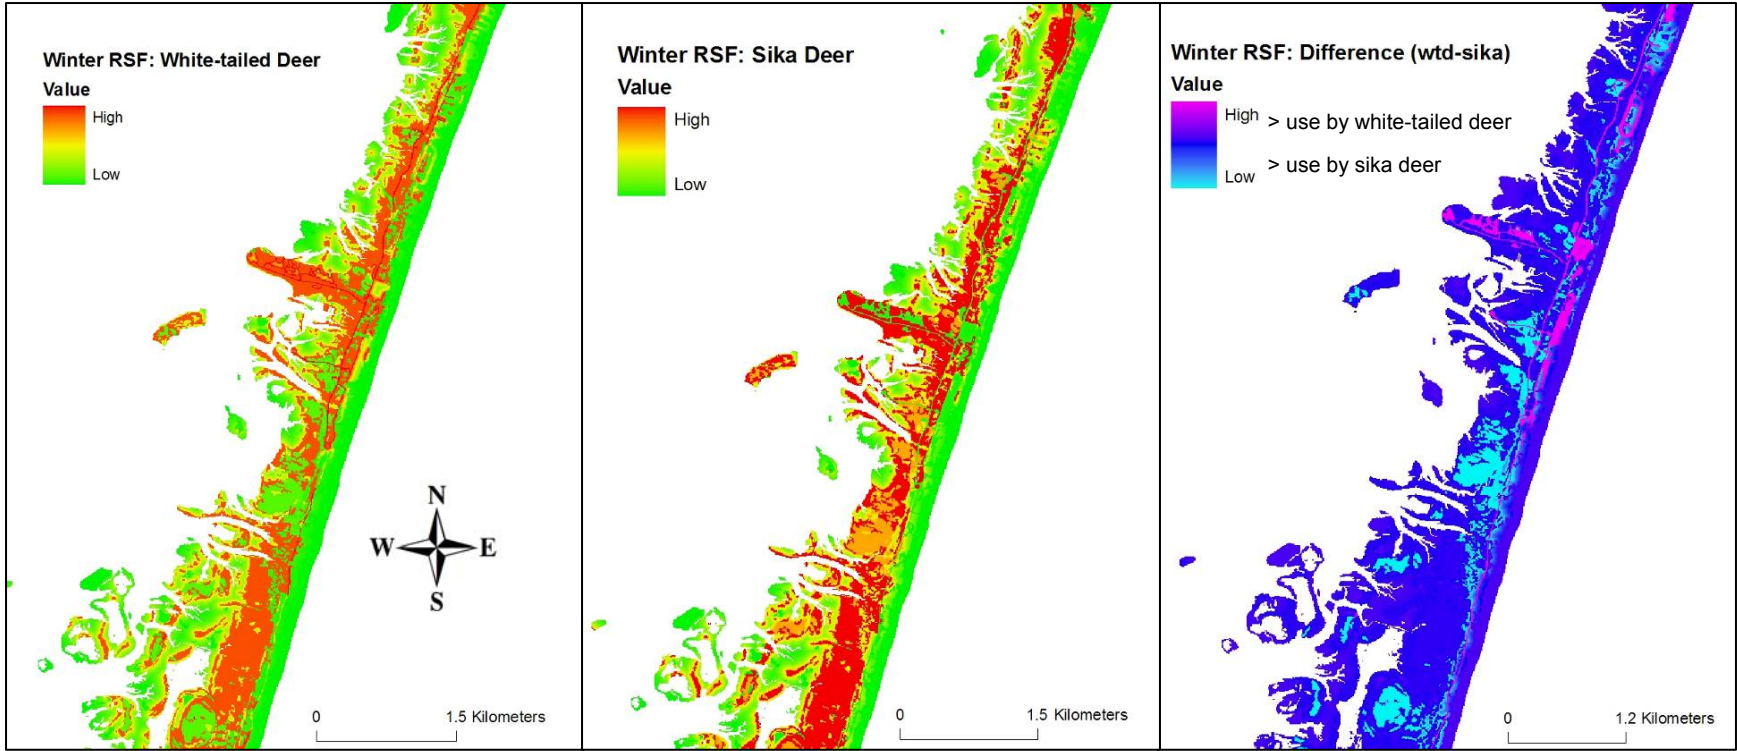 Winter RSF: White-tailed Deer
Value
High
Low
N
W E
S
0 1.5 Kilometers
Winter RSF: Sika Deer
Value
High
Low
0 1.5 Kilometers
Winter RSF: Difference (wtd-sika)
Value
High > use by white-tailed deer
Low > use by sika deer
0 1.2 Kilometers